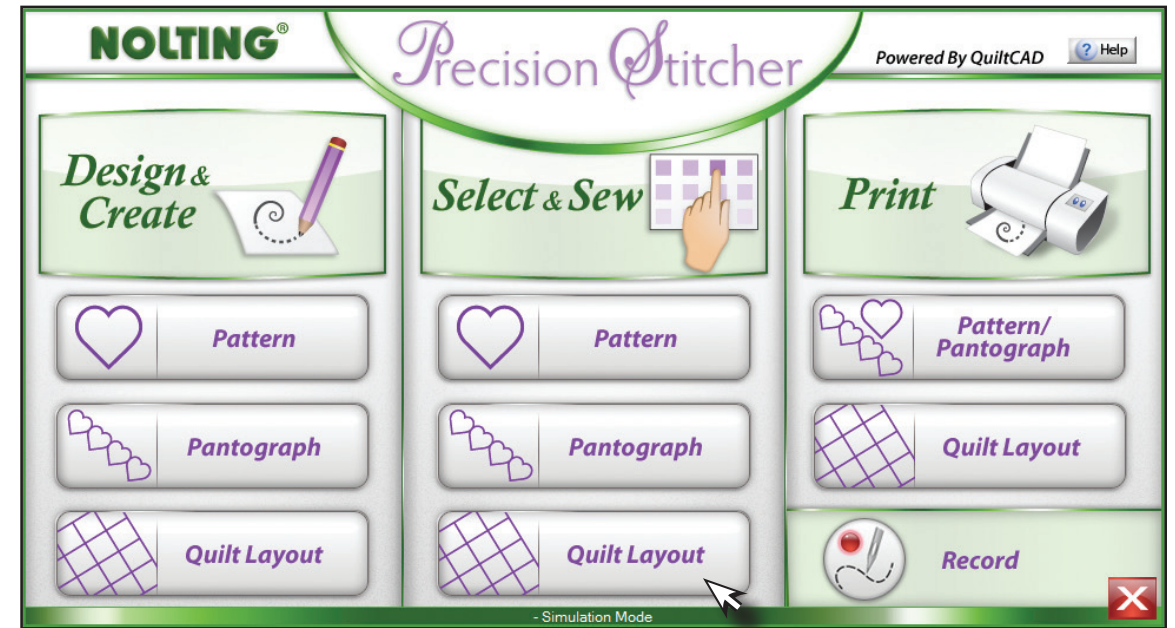 NOLTING®
Precision Stitcher
Powered By QuiltCAD
? Help
Design &
Create
Pattern
Pantograph
Quilt Layout
Select & Sew
Pattern
Pantograph
Quilt Layout
Print
Pattern/
Pantograph
Quilt Layout
Record
X
- Simulation Mode